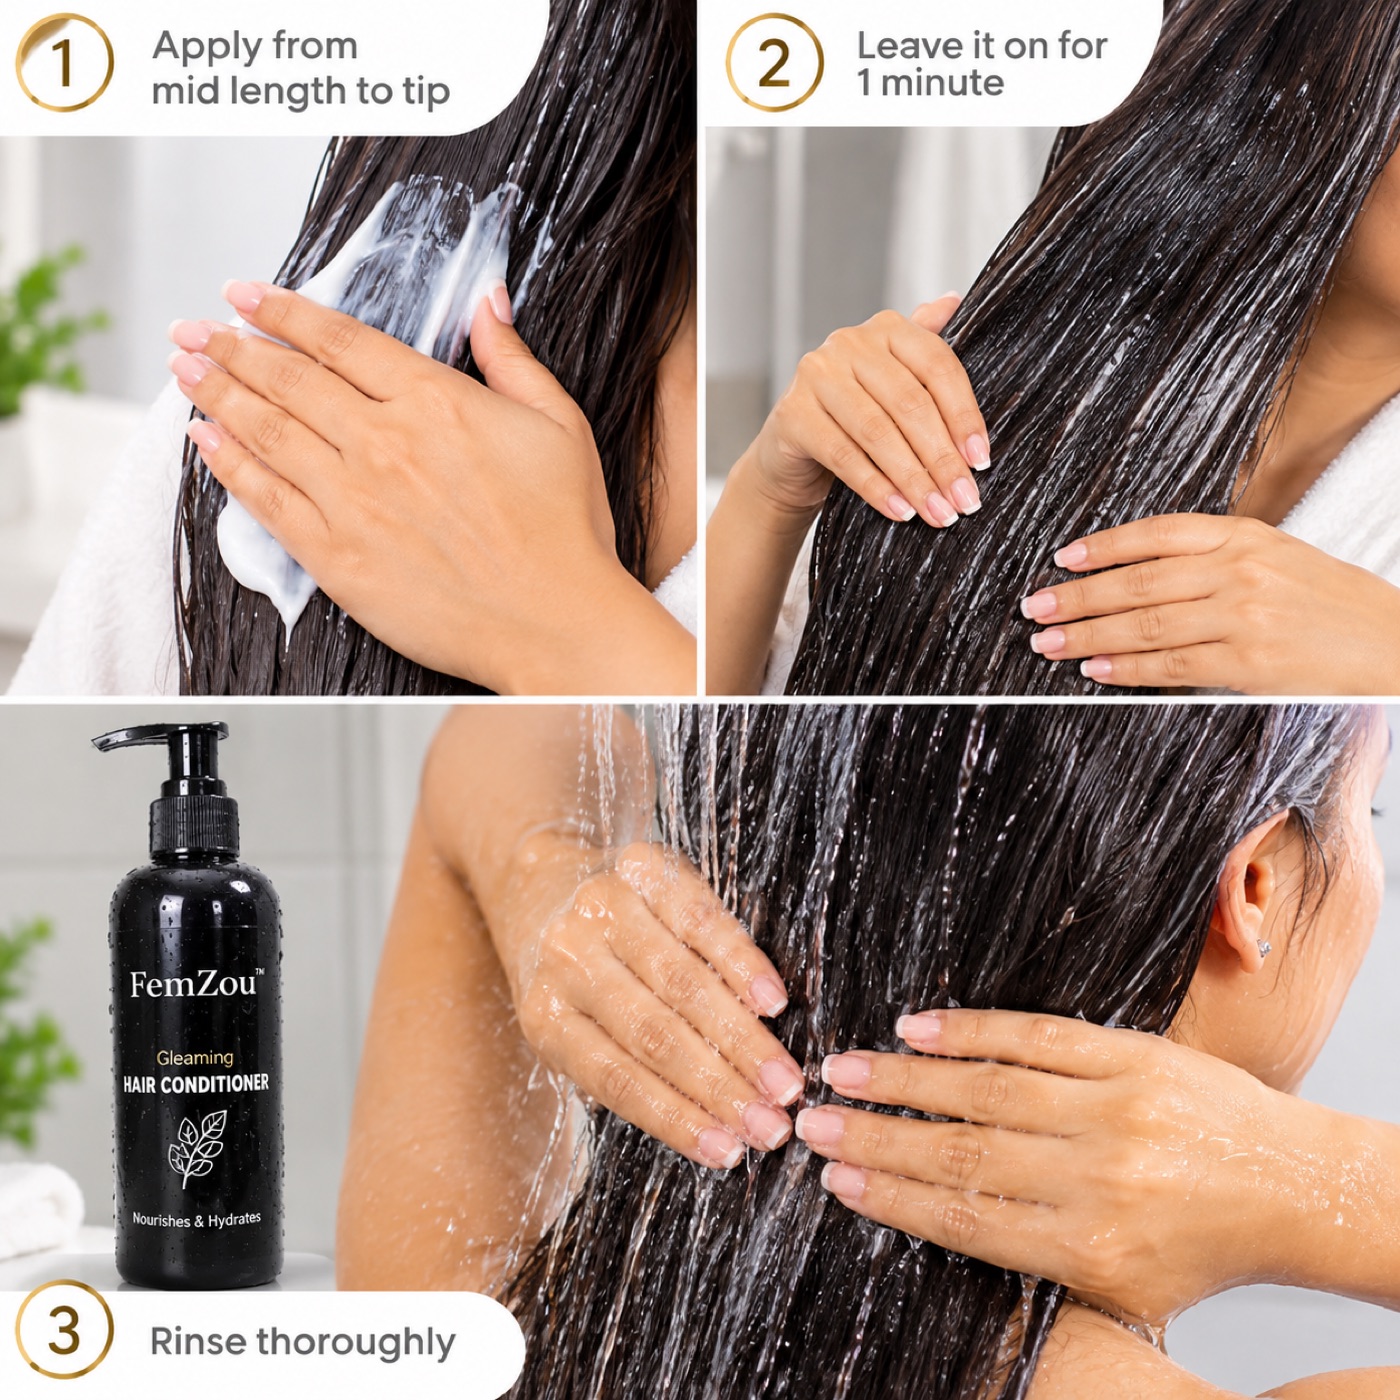 1
Apply from
mid length to tip
2
Leave it on for
1 minute
FemZou™
Gleaming
HAIR CONDITIONER
Nourishes & Hydrates
3
Rinse thoroughly